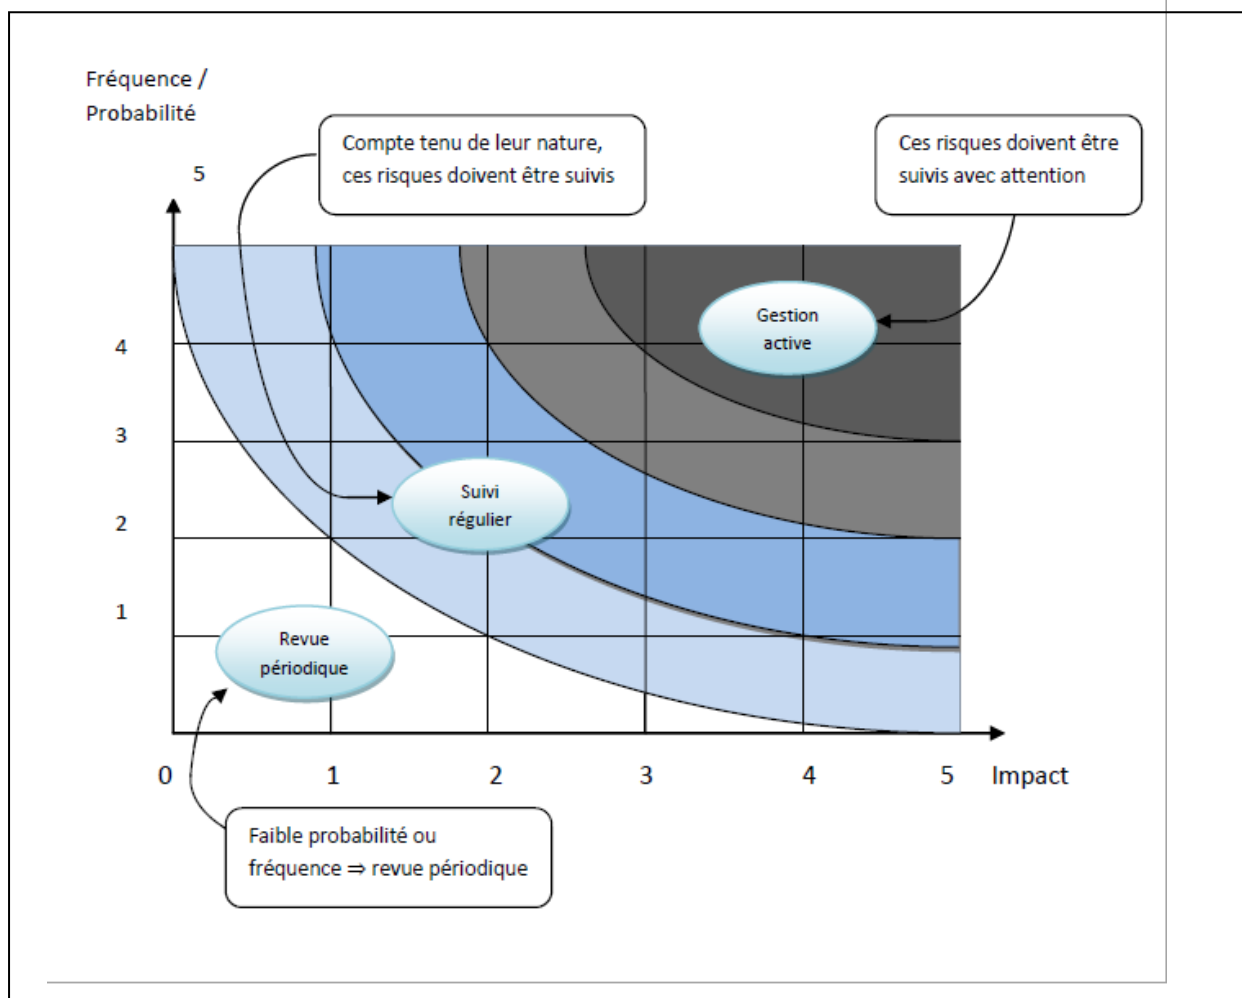 Fréquence /
Probabilité
Compte tenu de leur nature,
ces risques doivent être suivis
Ces risques doivent être
suivis avec attention
5
Gestion
active
4
3
Suivi
régulier
2
1
Revue
périodique
0 1 2 3 4 5 Impact
Faible probabilité ou
fréquence ⇒ revue périodique